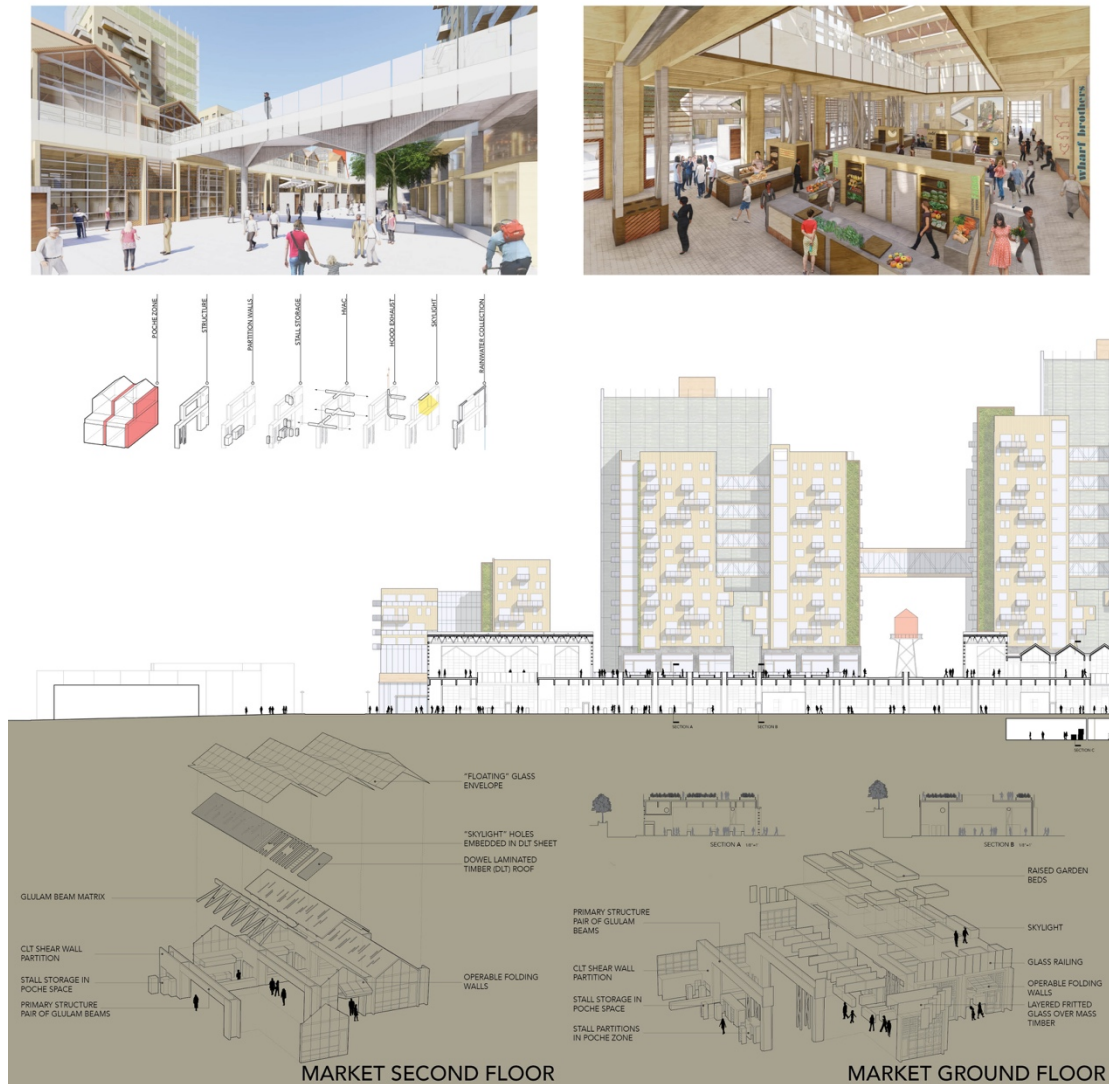 wharf brothers
POCHE ZONE
STRUCTURE
PARTITION WALLS
STALL STORAGE
HVAC
HOOD EXHAUST
SKYLIGHT
RAINWATER COLLECTION
SECTION A
SECTION B
SECTION C
"FLOATING" GLASS
ENVELOPE
"SKYLIGHT" HOLES
EMBEDDED IN DLT SHEET
DOWEL LAMINATED
TIMBER (DLT) ROOF
GLULAM BEAM MATRIX
CLT SHEAR WALL
PARTITION
STALL STORAGE IN
POCHE SPACE
PRIMARY STRUCTURE
PAIR OF GLULAM BEAMS
OPERABLE FOLDING
WALLS
MARKET SECOND FLOOR
SECTION A
SECTION B
RAISED GARDEN
BEDS
PRIMARY STRUCTURE
PAIR OF GLULAM
BEAMS
SKYLIGHT
CLT SHEAR WALL
PARTITION
GLASS RAILING
STALL STORAGE IN
POCHE SPACE
OPERABLE FOLDING
WALLS
STALL PARTITIONS
IN POCHE ZONE
LAYERED FRITTED
GLASS OVER MASS
TIMBER
MARKET GROUND FLOOR